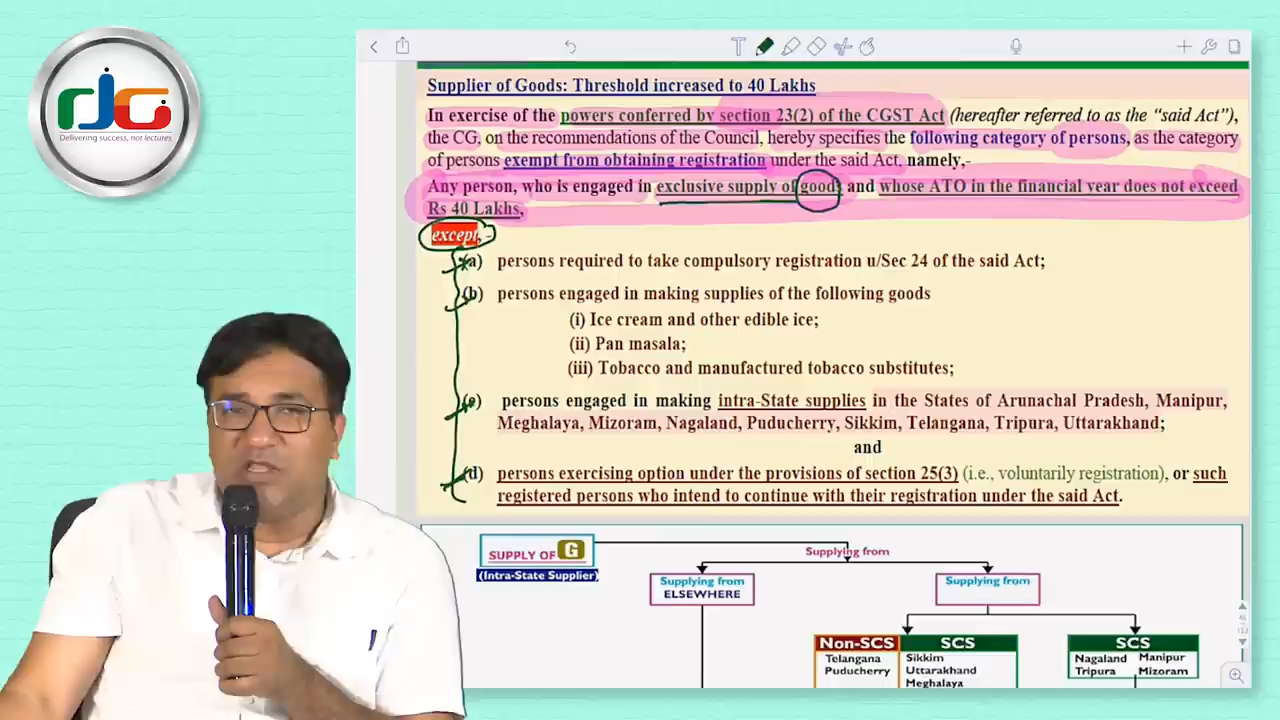 Delivering success, not lectures
Supplier of Goods: Threshold increased to 40 Lakhs
In exercise of the powers conferred by section 23(2) of the CGST Act (hereafter referred to as the “said Act”),
the CG, on the recommendations of the Council, hereby specifies the following category of persons, as the category
of persons exempt from obtaining registration under the said Act, namely,-
Any person, who is engaged in exclusive supply of goods and whose ATO in the financial year does not exceed
Rs 40 Lakhs,
except,-
(a) persons required to take compulsory registration u/Sec 24 of the said Act;
(b) persons engaged in making supplies of the following goods
(i) Ice cream and other edible ice;
(ii) Pan masala;
(iii) Tobacco and manufactured tobacco substitutes;
(c) persons engaged in making intra-State supplies in the States of Arunachal Pradesh, Manipur,
Meghalaya, Mizoram, Nagaland, Puducherry, Sikkim, Telangana, Tripura, Uttarakhand;
and
(d) persons exercising option under the provisions of section 25(3) (i.e., voluntarily registration), or such
registered persons who intend to continue with their registration under the said Act.
SUPPLY OF G
(Intra-State Supplier)
Supplying from
Supplying from
ELSEWHERE
Supplying from
Non-SCS
Telangana
Puducherry
SCS
Sikkim
Uttarakhand
Meghalaya
SCS
Nagaland Manipur
Tripura Mizoram